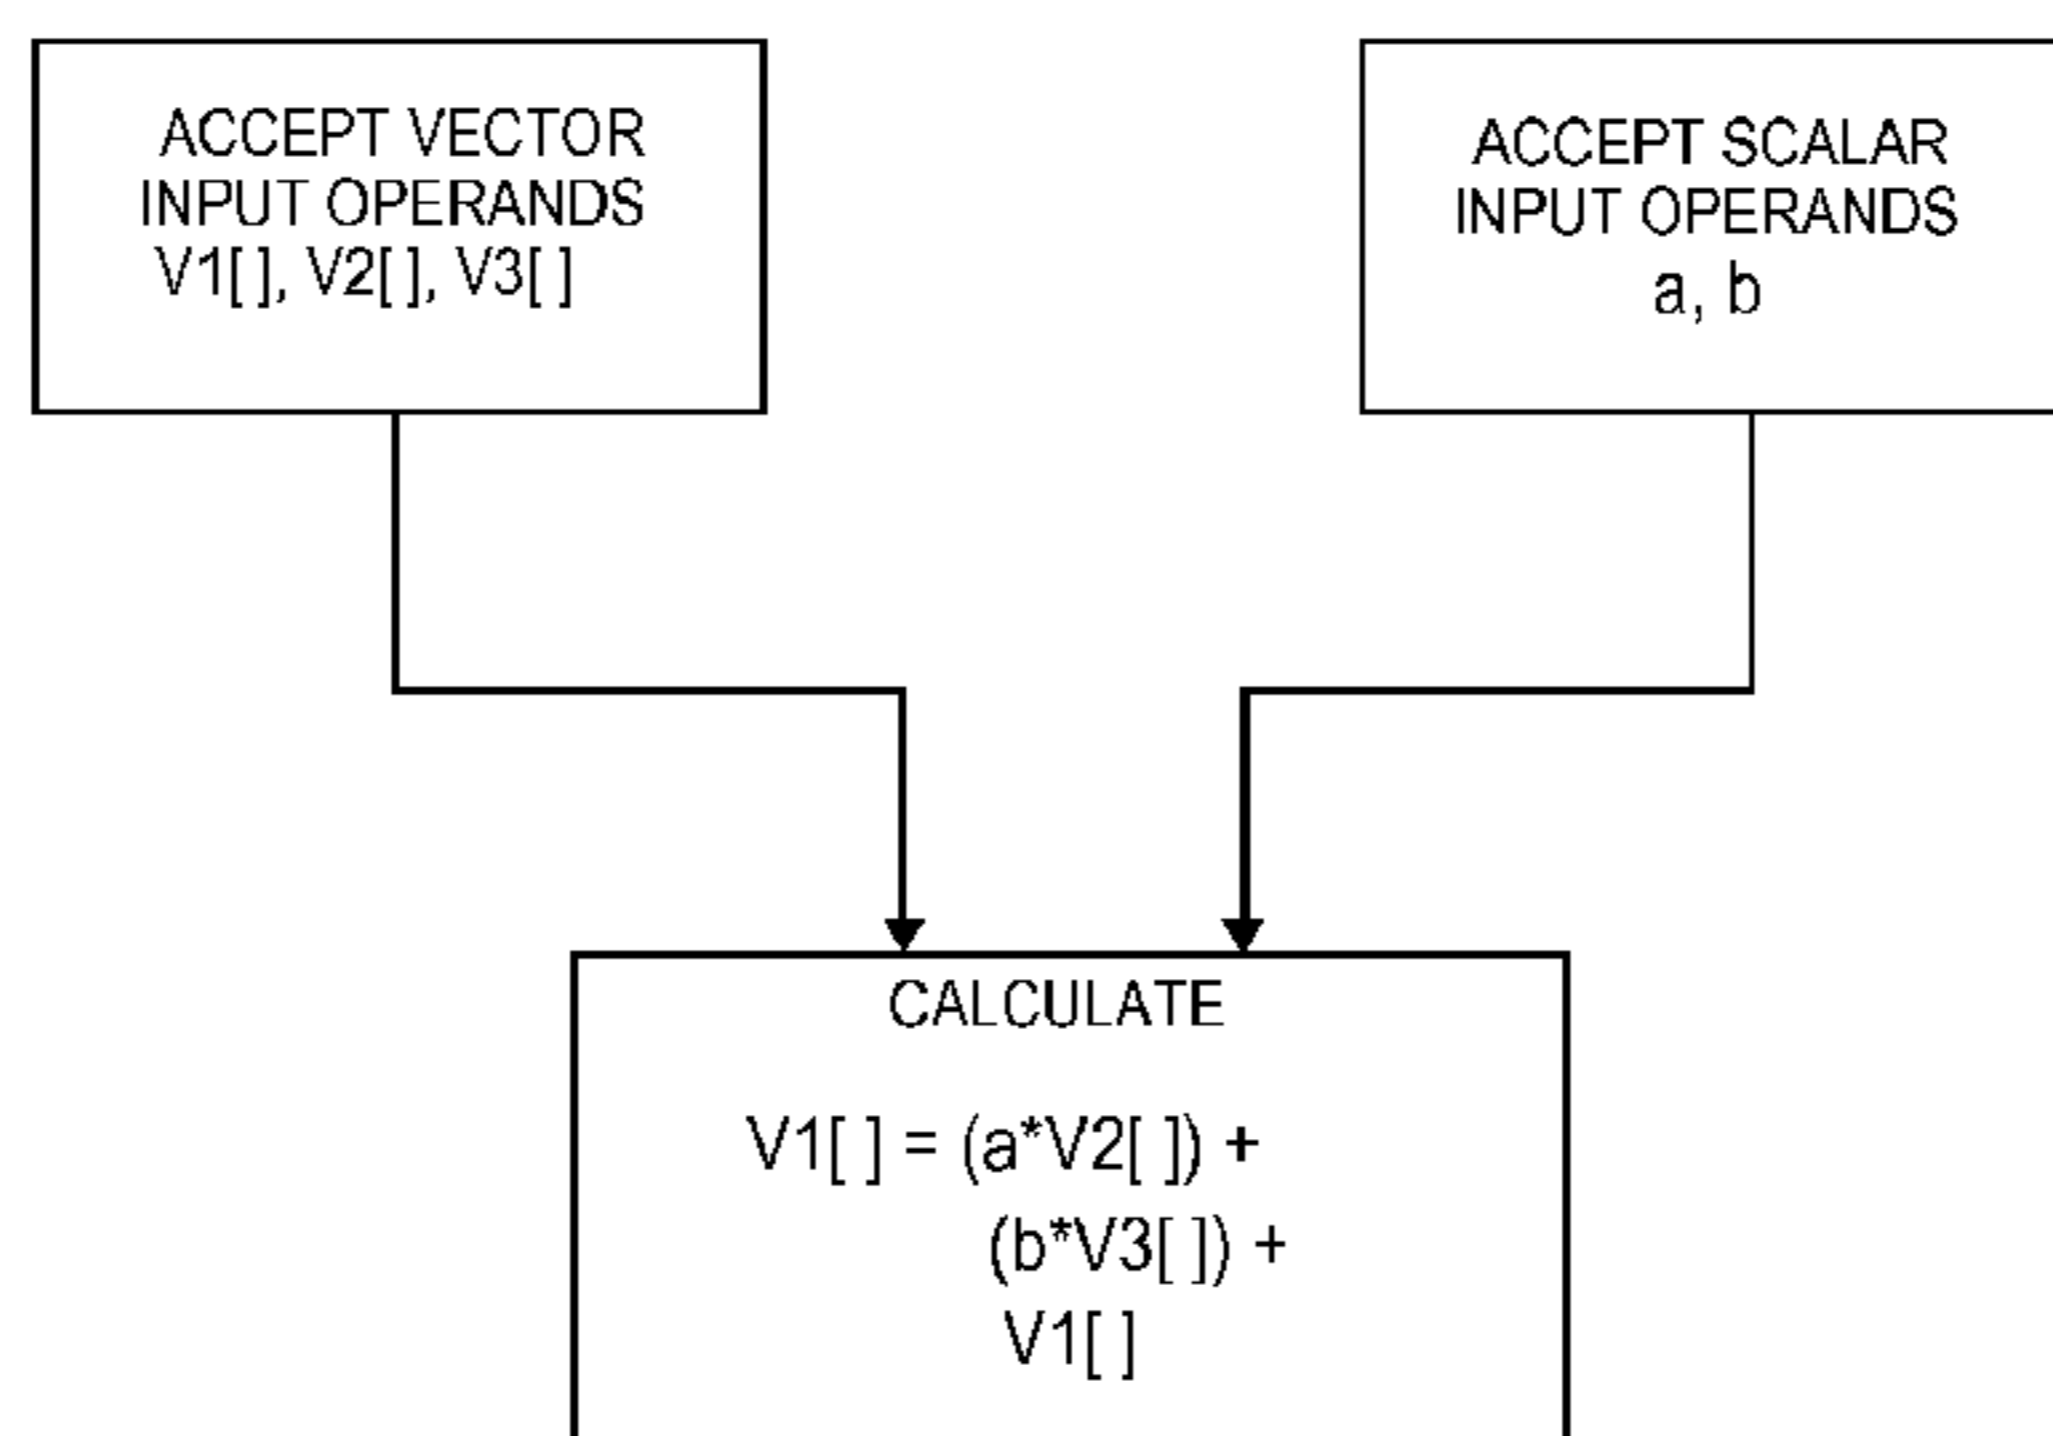 ACCEPT VECTOR
INPUT OPERANDS
V1[ ], V2[ ], V3[ ]
ACCEPT SCALAR
INPUT OPERANDS
a, b
CALCULATE
V1[ ] = (a*V2[ ]) +
(b*V3[ ]) +
V1[ ]